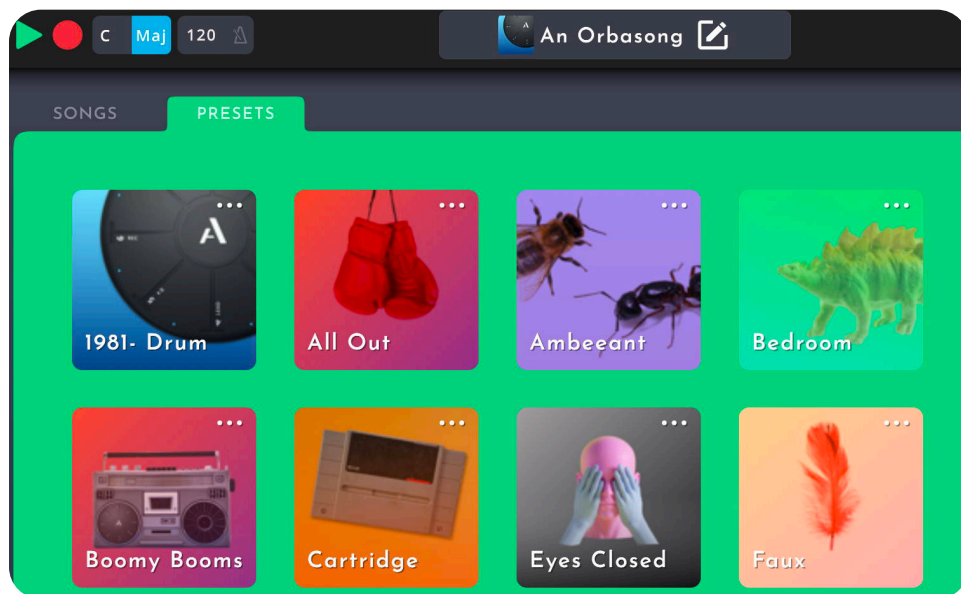 C Maj 120 An Orbasong
SONGS PRESETS
1981- Drum All Out Ambeeant Bedroom
Boomy Booms Cartridge Eyes Closed Faux